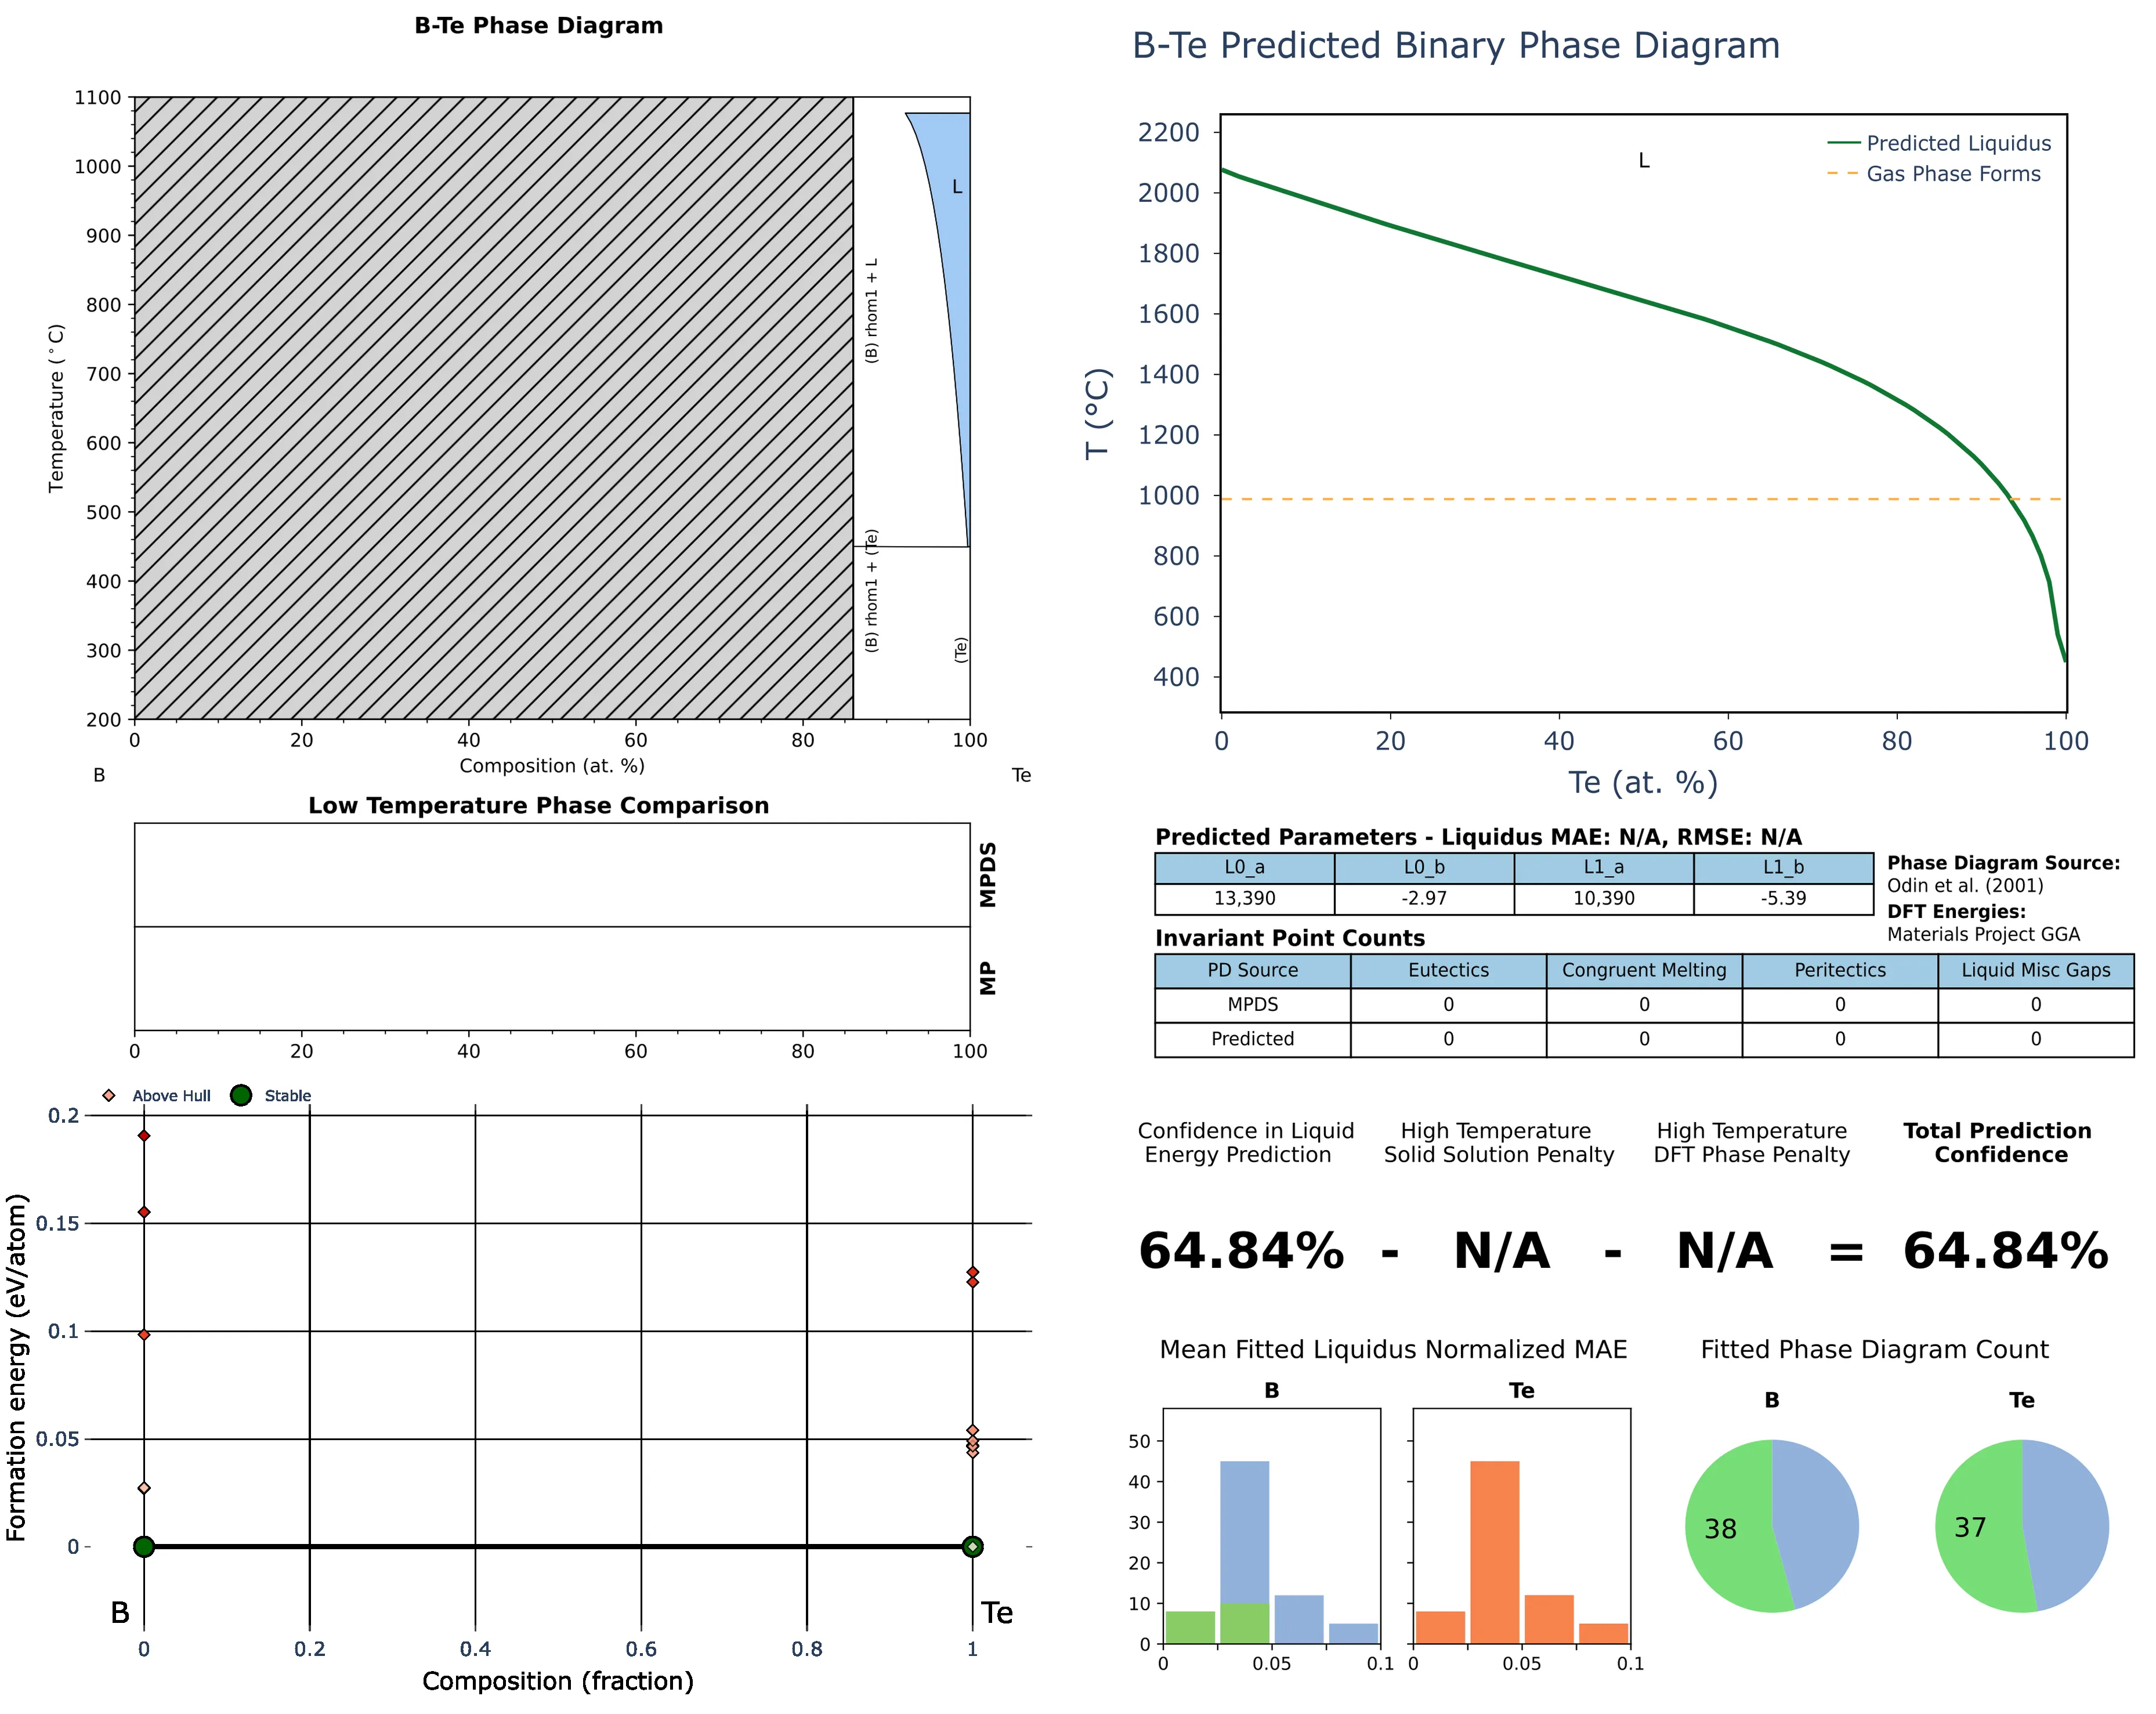 B-Te Phase Diagram
1100
1000
900
800
700
600
500
400
300
200
Temperature (°C)
(B) rhom1 + L
(B) rhom1 + (Te)
L
(Te)
0 20 40 60 80 100
Composition (at. %)
B Te
Low Temperature Phase Comparison
MPDS
MP
0 20 40 60 80 100
Above Hull Stable
0.2
0.15
0.1
0.05
0
Formation energy (eV/atom)
B Te
0 0.2 0.4 0.6 0.8 1
Composition (fraction)
B-Te Predicted Binary Phase Diagram
2200
2000
1800
1600
1400
1200
1000
800
600
400
T (°C)
L
Predicted Liquidus
Gas Phase Forms
0 20 40 60 80 100
Te (at. %)
Predicted Parameters - Liquidus MAE: N/A, RMSE: N/A
L0_a L0_b L1_a L1_b
13,390 -2.97 10,390 -5.39
Phase Diagram Source:
Odin et al. (2001)
DFT Energies:
Materials Project GGA
Invariant Point Counts
PD Source Eutectics Congruent Melting Peritectics Liquid Misc Gaps
MPDS 0 0 0 0
Predicted 0 0 0 0
Confidence in Liquid
Energy Prediction
High Temperature
Solid Solution Penalty
High Temperature
DFT Phase Penalty
Total Prediction
Confidence
64.84% - N/A - N/A = 64.84%
Mean Fitted Liquidus Normalized MAE
B Te
50
40
30
20
10
0
0 0.05 0.1
0 0.05 0.1
Fitted Phase Diagram Count
B Te
38
37